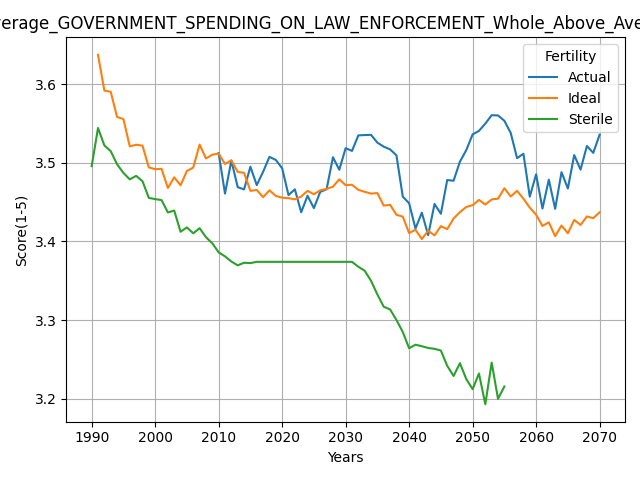 verage_GOVERNMENT_SPENDING_ON_LAW_ENFORCEMENT_Whole_Above_Ave
Fertility
Actual
Ideal
Sterile
Score(1-5)
3.6
3.5
3.4
3.3
3.2
1990 2000 2010 2020 2030 2040 2050 2060 2070
Years